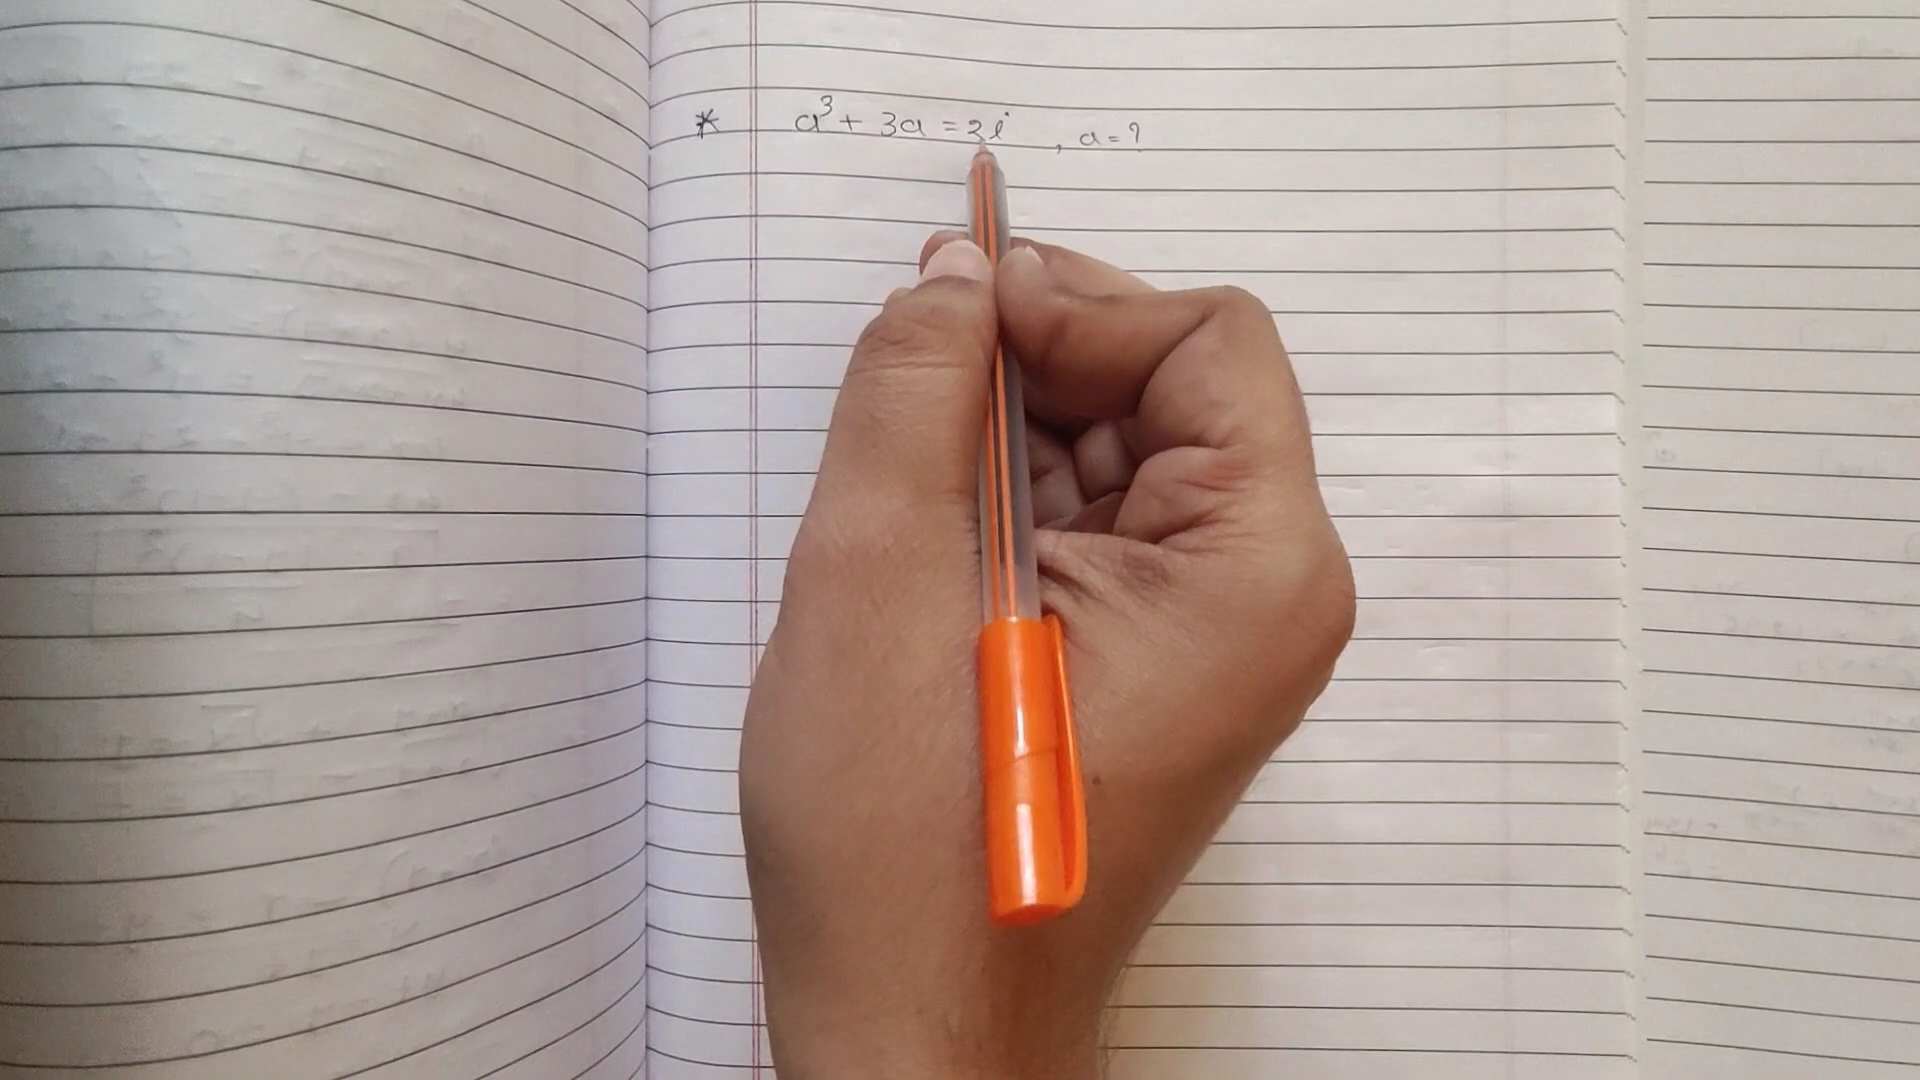 * a³ + 3a = 2i , a = ?